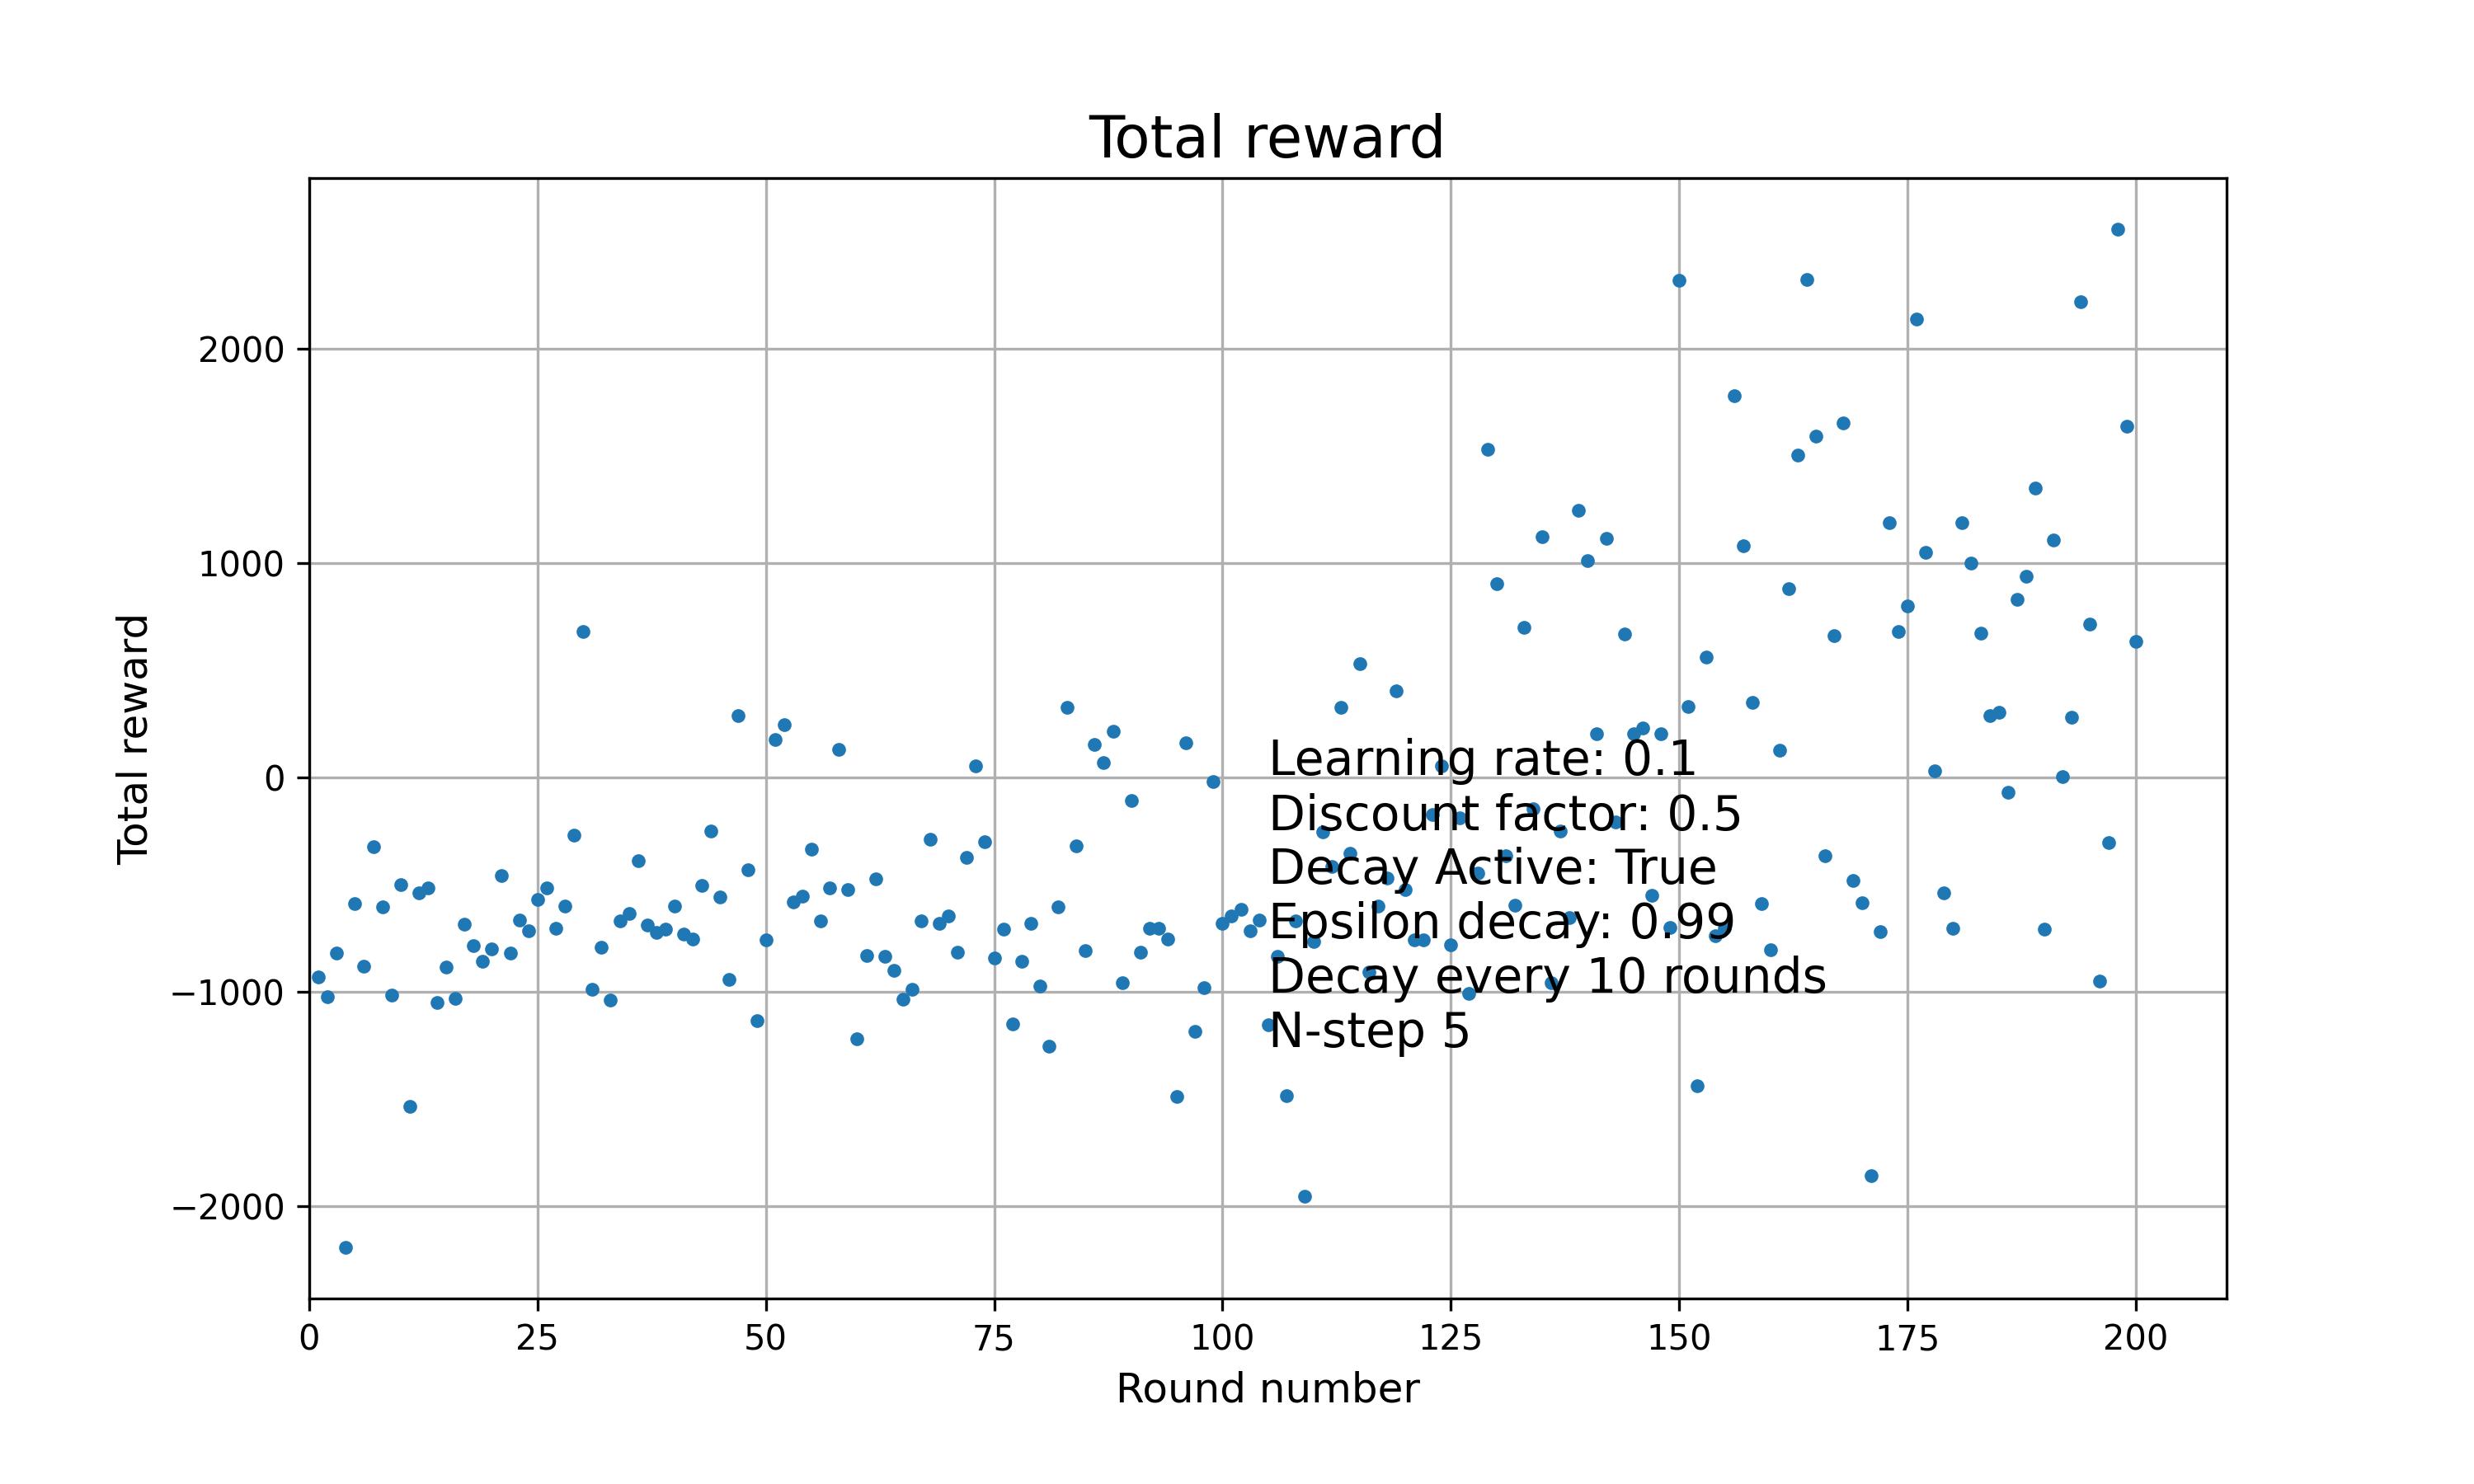 Total reward
Total reward
2000
1000
0
−1000
−2000
Learning rate: 0.1
Discount factor: 0.5
Decay Active: True
Epsilon decay: 0.99
Decay every 10 rounds
N-step 5
0 25 50 75 100 125 150 175 200
Round number